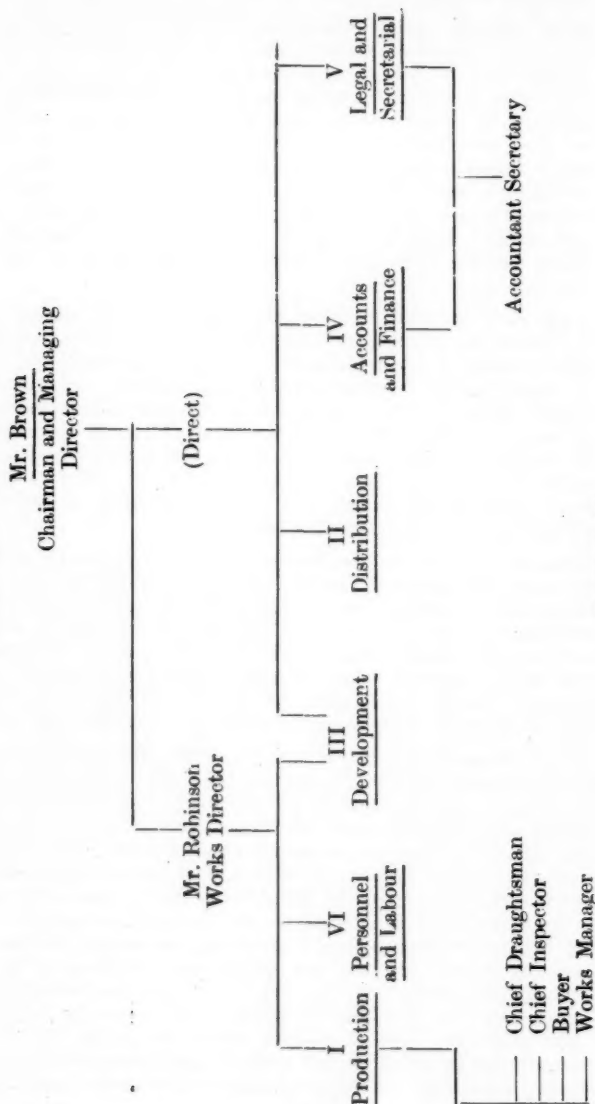 Mr. Brown
Chairman and Managing
Director
Mr. Robinson
Works Director
(Direct)
I
Production
VI
Personnel
and Labour
III
Development
II
Distribution
IV
Accounts
and Finance
V
Legal and
Secretarial
Chief Draughtsman
Chief Inspector
Buyer
Works Manager
Accountant Secretary